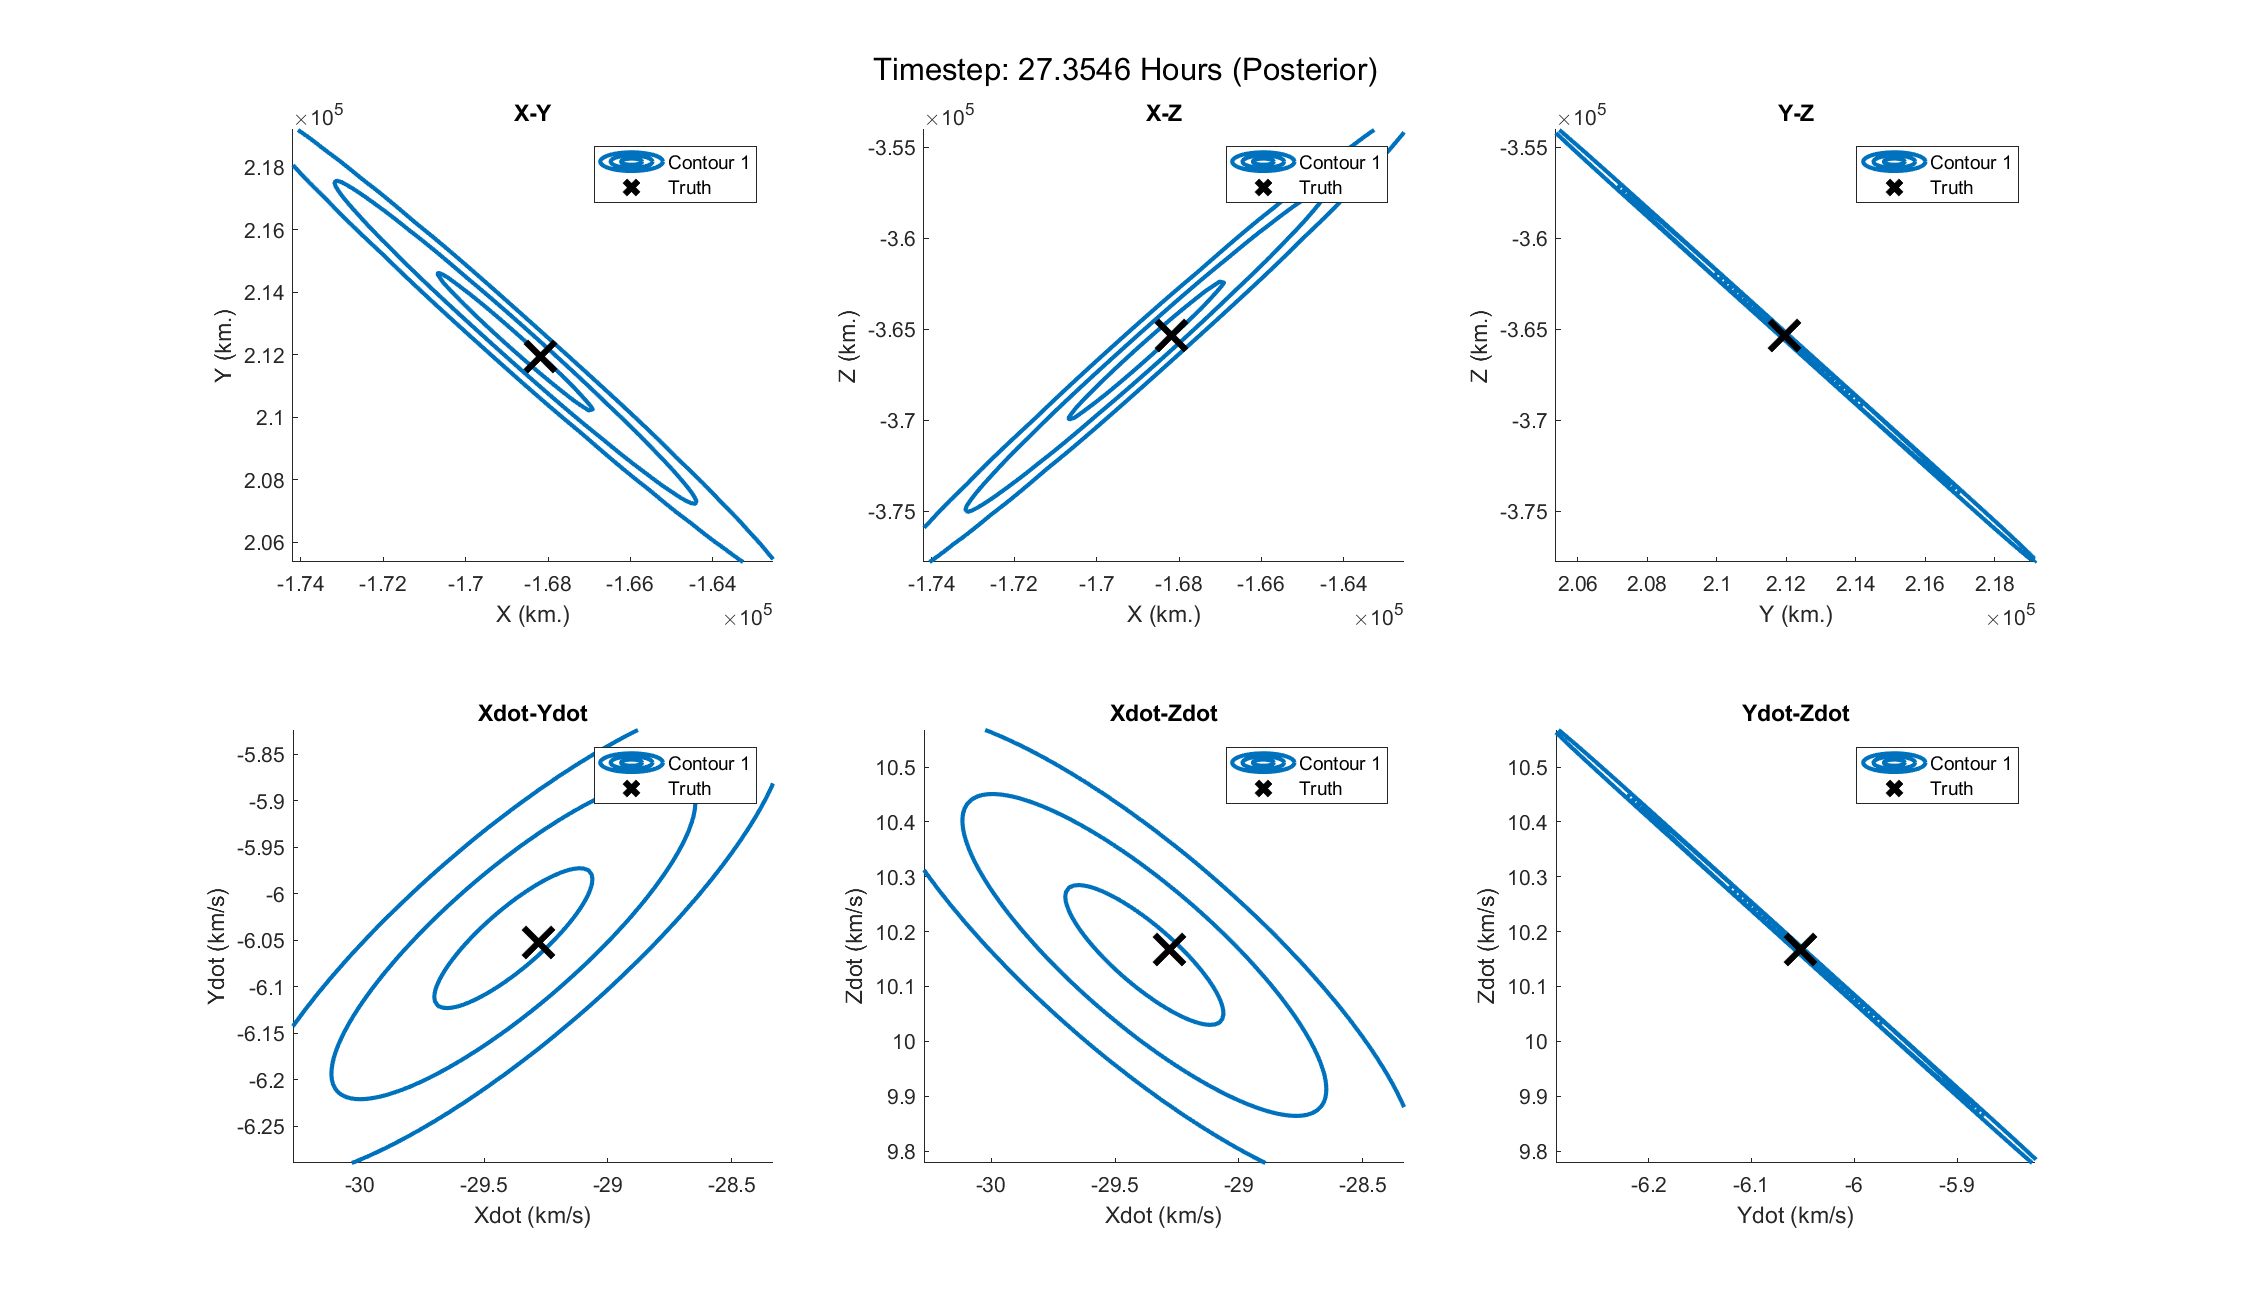 Timestep: 27.3546 Hours (Posterior)
X-Y
×10^5
2.18
2.16
2.14
2.12
2.1
2.08
2.06
Y (km.)
-1.74 -1.72 -1.7 -1.68 -1.66 -1.64
X (km.)
×10^5
Contour 1
Truth
X-Z
×10^5
-3.55
-3.6
-3.65
-3.7
-3.75
Z (km.)
-1.74 -1.72 -1.7 -1.68 -1.66 -1.64
X (km.)
×10^5
Contour 1
Truth
Y-Z
×10^5
-3.55
-3.6
-3.65
-3.7
-3.75
Z (km.)
2.06 2.08 2.1 2.12 2.14 2.16 2.18
Y (km.)
×10^5
Contour 1
Truth
Xdot-Ydot
-5.85
-5.9
-5.95
-6
-6.05
-6.1
-6.15
-6.2
-6.25
Ydot (km/s)
-30 -29.5 -29 -28.5
Xdot (km/s)
Contour 1
Truth
Xdot-Zdot
10.5
10.4
10.3
10.2
10.1
10
9.9
9.8
Zdot (km/s)
-30 -29.5 -29 -28.5
Xdot (km/s)
Contour 1
Truth
Ydot-Zdot
10.5
10.4
10.3
10.2
10.1
10
9.9
9.8
Zdot (km/s)
-6.2 -6.1 -6 -5.9
Ydot (km/s)
Contour 1
Truth